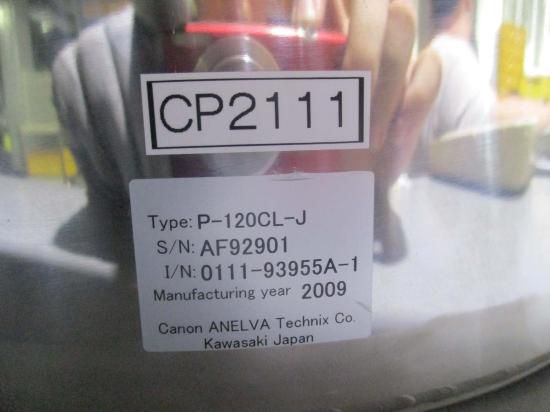 CP2111
Type: P-120CL-J
S/N: AF92901
I/N: 0111-93955A-1
Manufacturing year 2009
Canon ANELVA Technix Co.
Kawasaki Japan